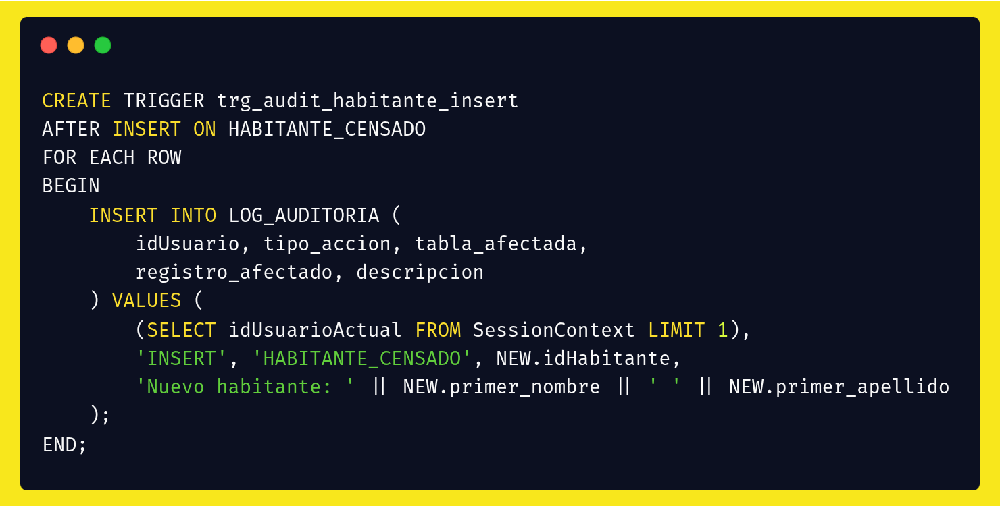 CREATE TRIGGER trg_audit_habitante_insert
AFTER INSERT ON HABITANTE_CENSADO
FOR EACH ROW
BEGIN
    INSERT INTO LOG_AUDITORIA (
        idUsuario, tipo_accion, tabla_afectada,
        registro_afectado, descripcion
    ) VALUES (
        (SELECT idUsuarioActual FROM SessionContext LIMIT 1),
        'INSERT', 'HABITANTE_CENSADO', NEW.idHabitante,
        'Nuevo habitante: ' || NEW.primer_nombre || ' ' || NEW.primer_apellido
    );
END;